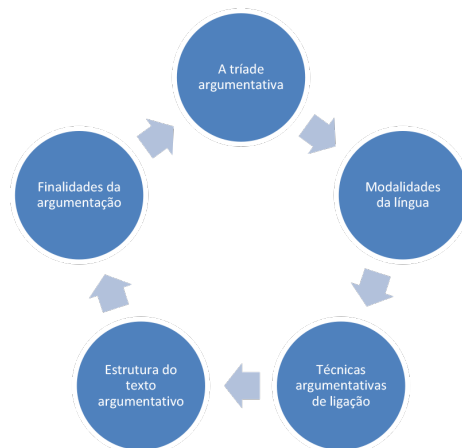 A tríade
argumentativa
Modalidades
da língua
Técnicas
argumentativas
de ligação
Estrutura do
texto
argumentativo
Finalidades da
argumentação